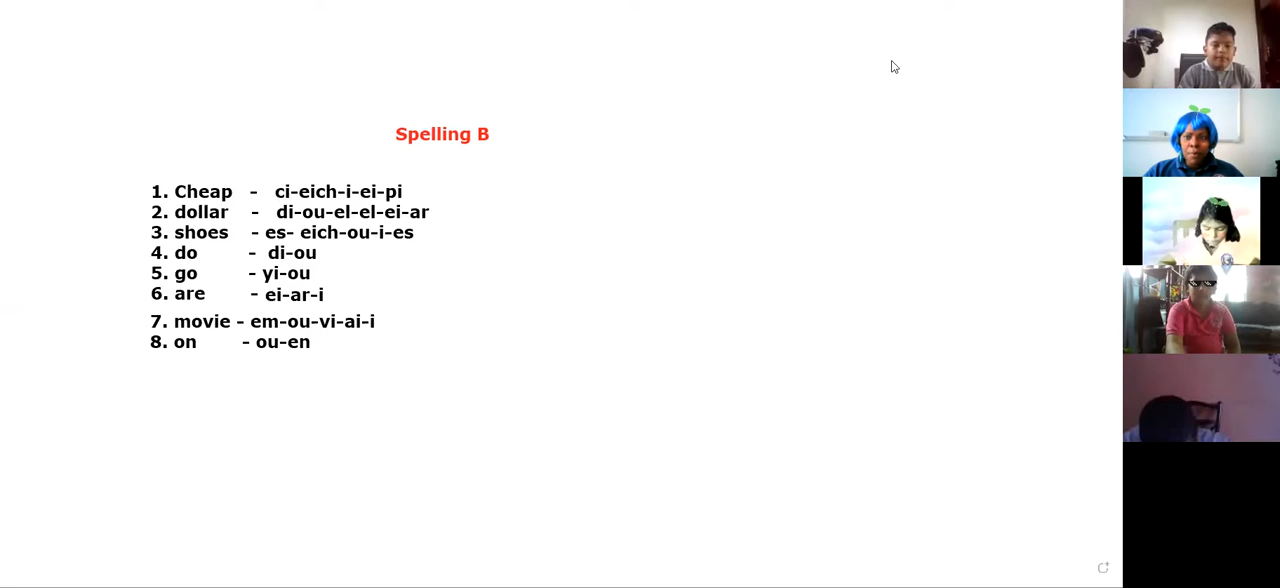 Spelling B
1. Cheap - ci-eich-i-ei-pi
2. dollar - di-ou-el-el-ei-ar
3. shoes - es- eich-ou-i-es
4. do - di-ou
5. go - yi-ou
6. are - ei-ar-i
7. movie - em-ou-vi-ai-i
8. on - ou-en